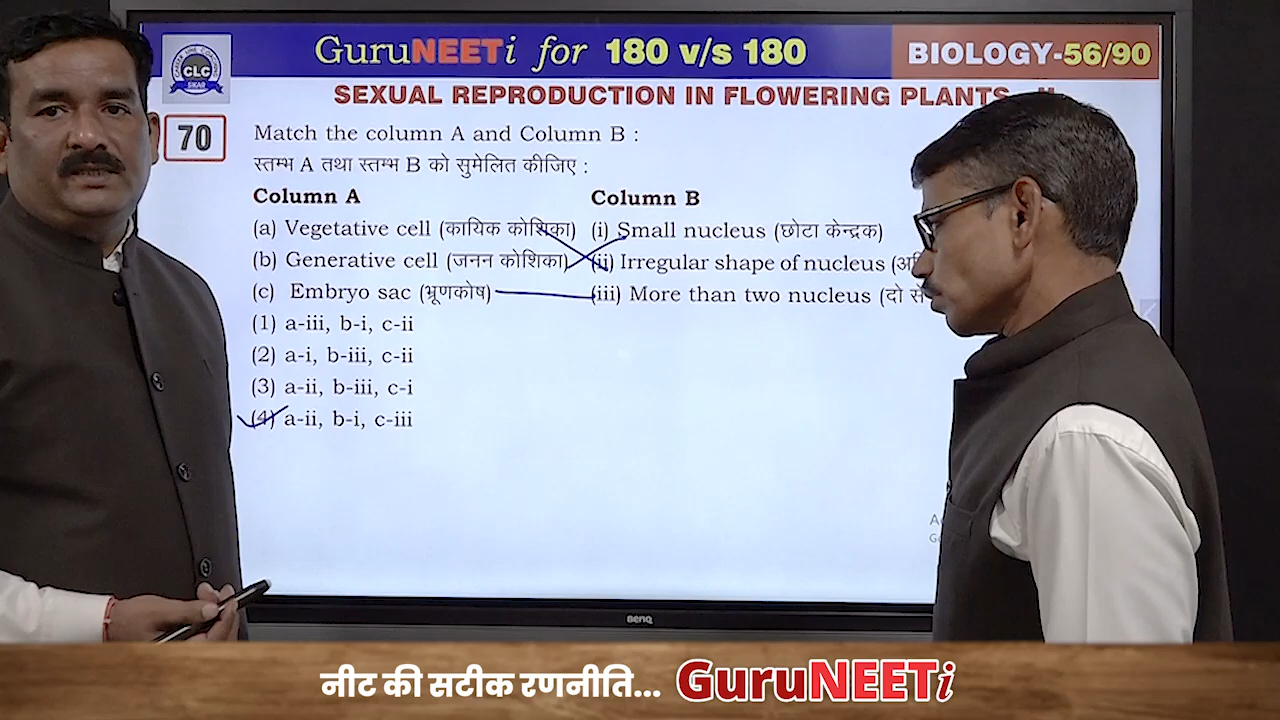 GuruNEETi for 180 v/s 180
BIOLOGY-56/90
CLC
SIKAR
SEXUAL REPRODUCTION IN FLOWERING PLANTS
70
Match the column A and Column B :
स्तम्भ A तथा स्तम्भ B को सुमेलित कीजिए :
Column A Column B
(a) Vegetative cell (कायिक कोशिका) (i) Small nucleus (छोटा केन्द्रक)
(b) Generative cell (जनन कोशिका) (ii) Irregular shape of nucleus
(c) Embryo sac (भ्रूणकोष) (iii) More than two nucleus (दो
(1) a-iii, b-i, c-ii
(2) a-i, b-iii, c-ii
(3) a-ii, b-iii, c-i
(4) a-ii, b-i, c-iii
BenQ
नीट की सटीक रणनीति... GuruNEETi